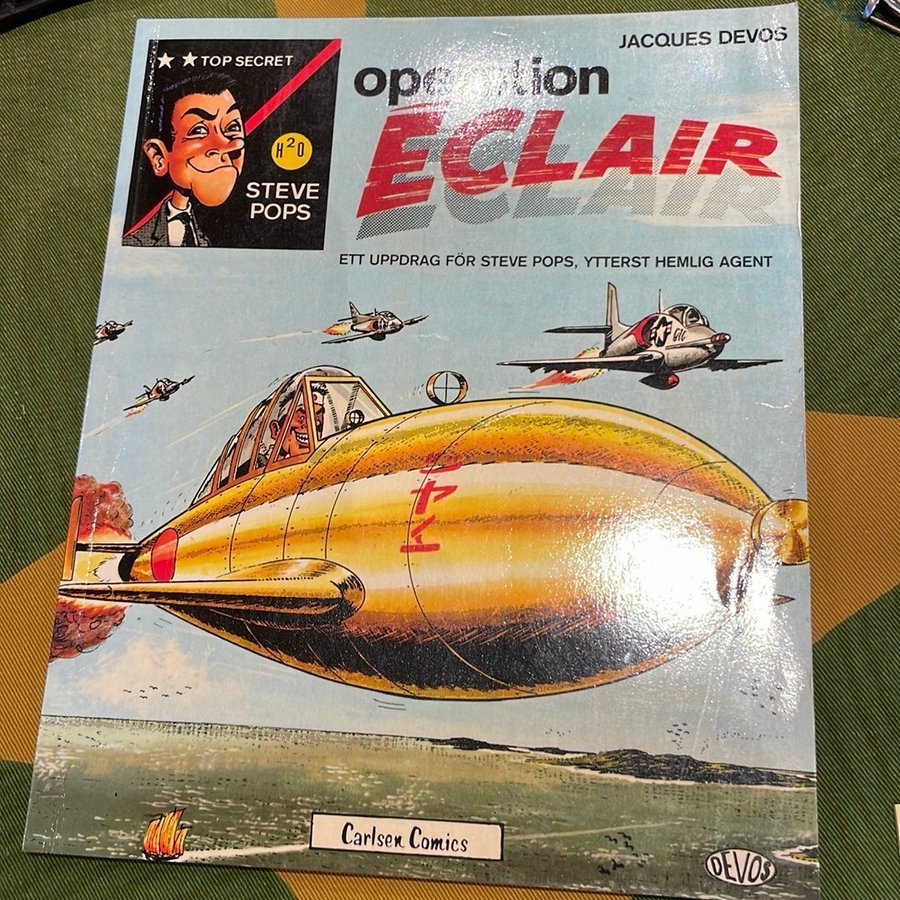 JACQUES DEVOS
★ ★ TOP SECRET
H²O
STEVE
POPS
operation
ECLAIR
ETT UPPDRAG FÖR STEVE POPS, YTTERST HEMLIG AGENT
Carlsen Comics
DEVOS